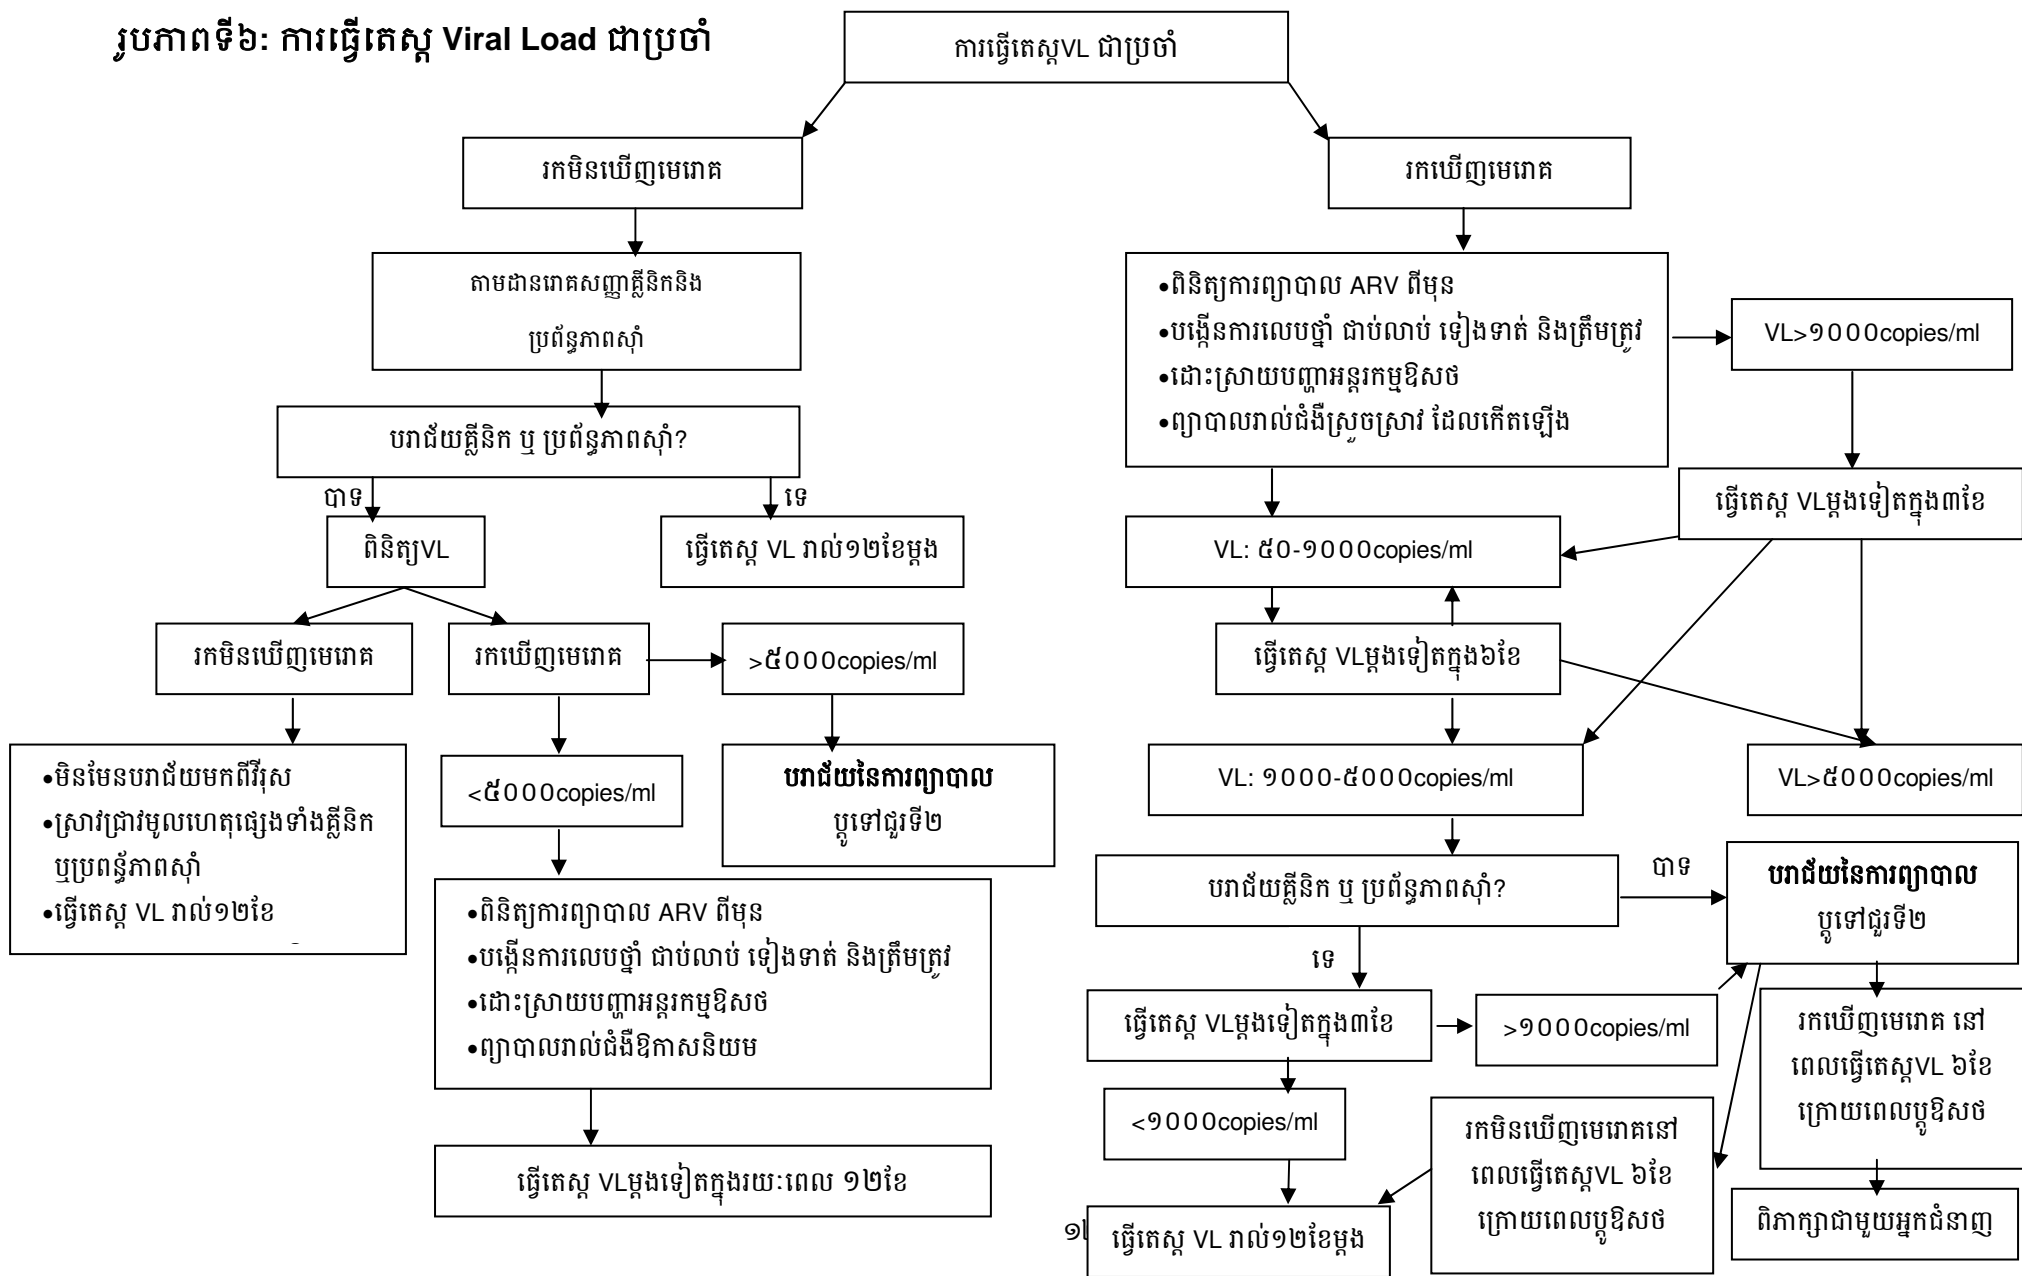 រូបភាពទី៦: ការធ្វើតេស្ត Viral Load ជាប្រចាំ
ការធ្វើតេស្តVL ជាប្រចាំ
រកមិនឃើញមេរោគ
រកឃើញមេរោគ
តាមដានរោគសញ្ញាគ្លីនិកនិង
ប្រព័ន្ធភាពស៊ាំ
បរាជ័យគ្លីនិក ឬ ប្រព័ន្ធភាពស៊ាំ?
បាទ
ទេ
ពិនិត្យVL
ធ្វើតេស្ត VL រាល់១២ខែម្តង
រកមិនឃើញមេរោគ
រកឃើញមេរោគ
>៥០០០copies/ml
•មិនមែនបរាជ័យមកពីវីរុស
•ស្រាវជ្រាវមូលហេតុផ្សេងទាំងគ្លីនិក
ឬប្រពន្ធ័ភាពស៊ាំ
•ធ្វើតេស្ត VL រាល់១២ខែ
<៥០០០copies/ml
បរាជ័យនៃការព្យាបាល
ប្តូទៅជួរទី២
•ពិនិត្យការព្យាបាល ARV ពីមុន
•បង្កើនការលេបថ្នាំ ជាប់លាប់ ទៀងទាត់ និងត្រឹមត្រូវ
•ដោះស្រាយបញ្ហាអន្តរកម្មឱសថ
•ព្យាបាលរាល់ជំងឺឱកាសនិយម
ធ្វើតេស្ត VLម្តងទៀតក្នុងរយ:ពេល ១២ខែ
•ពិនិត្យការព្យាបាល ARV ពីមុន
•បង្កើនការលេបថ្នាំ ជាប់លាប់ ទៀងទាត់ និងត្រឹមត្រូវ
•ដោះស្រាយបញ្ហាអន្តរកម្មឱសថ
•ព្យាបាលរាល់ជំងឺស្រួចស្រាវ ដែលកើតឡើង
VL>១០០០copies/ml
ធ្វើតេស្ត VLម្តងទៀតក្នុង៣ខែ
VL: ៥០-១០០០copies/ml
ធ្វើតេស្ត VLម្តងទៀតក្នុង៦ខែ
VL: ១០០០-៥០០០copies/ml
VL>៥០០០copies/ml
បរាជ័យគ្លីនិក ឬ ប្រព័ន្ធភាពស៊ាំ?
បាទ
បរាជ័យនៃការព្យាបាល
ប្តូទៅជួរទី២
ទេ
ធ្វើតេស្ត VLម្តងទៀតក្នុង៣ខែ
>១០០០copies/ml
រកឃើញមេរោគ នៅ
ពេលធ្វើតេស្តVL ៦ខែ
ក្រោយពេលប្តូឱសថ
<១០០០copies/ml
រកមិនឃើញមេរោគនៅ
ពេលធ្វើតេស្តVL ៦ខែ
ក្រោយពេលប្តូឱសថ
ធ្វើតេស្ត VL រាល់១២ខែម្តង
ពិភាក្សាជាមួយអ្នកជំនាញ